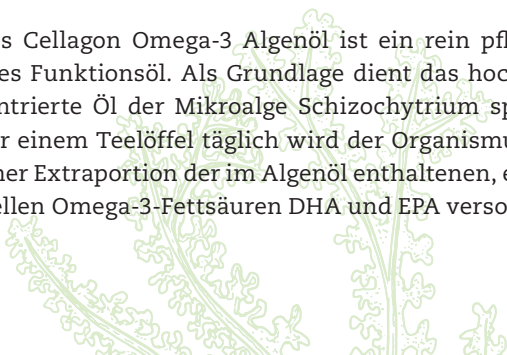 s Cellagon Omega-3 Algenöl ist ein rein pfl
es Funktionsöl. Als Grundlage dient das hoc
ntrierte Öl der Mikroalge Schizochytrium sp
r einem Teelöffel täglich wird der Organismu
ner Extraportion der im Algenöl enthaltenen, e
ellen Omega-3-Fettsäuren DHA und EPA verso